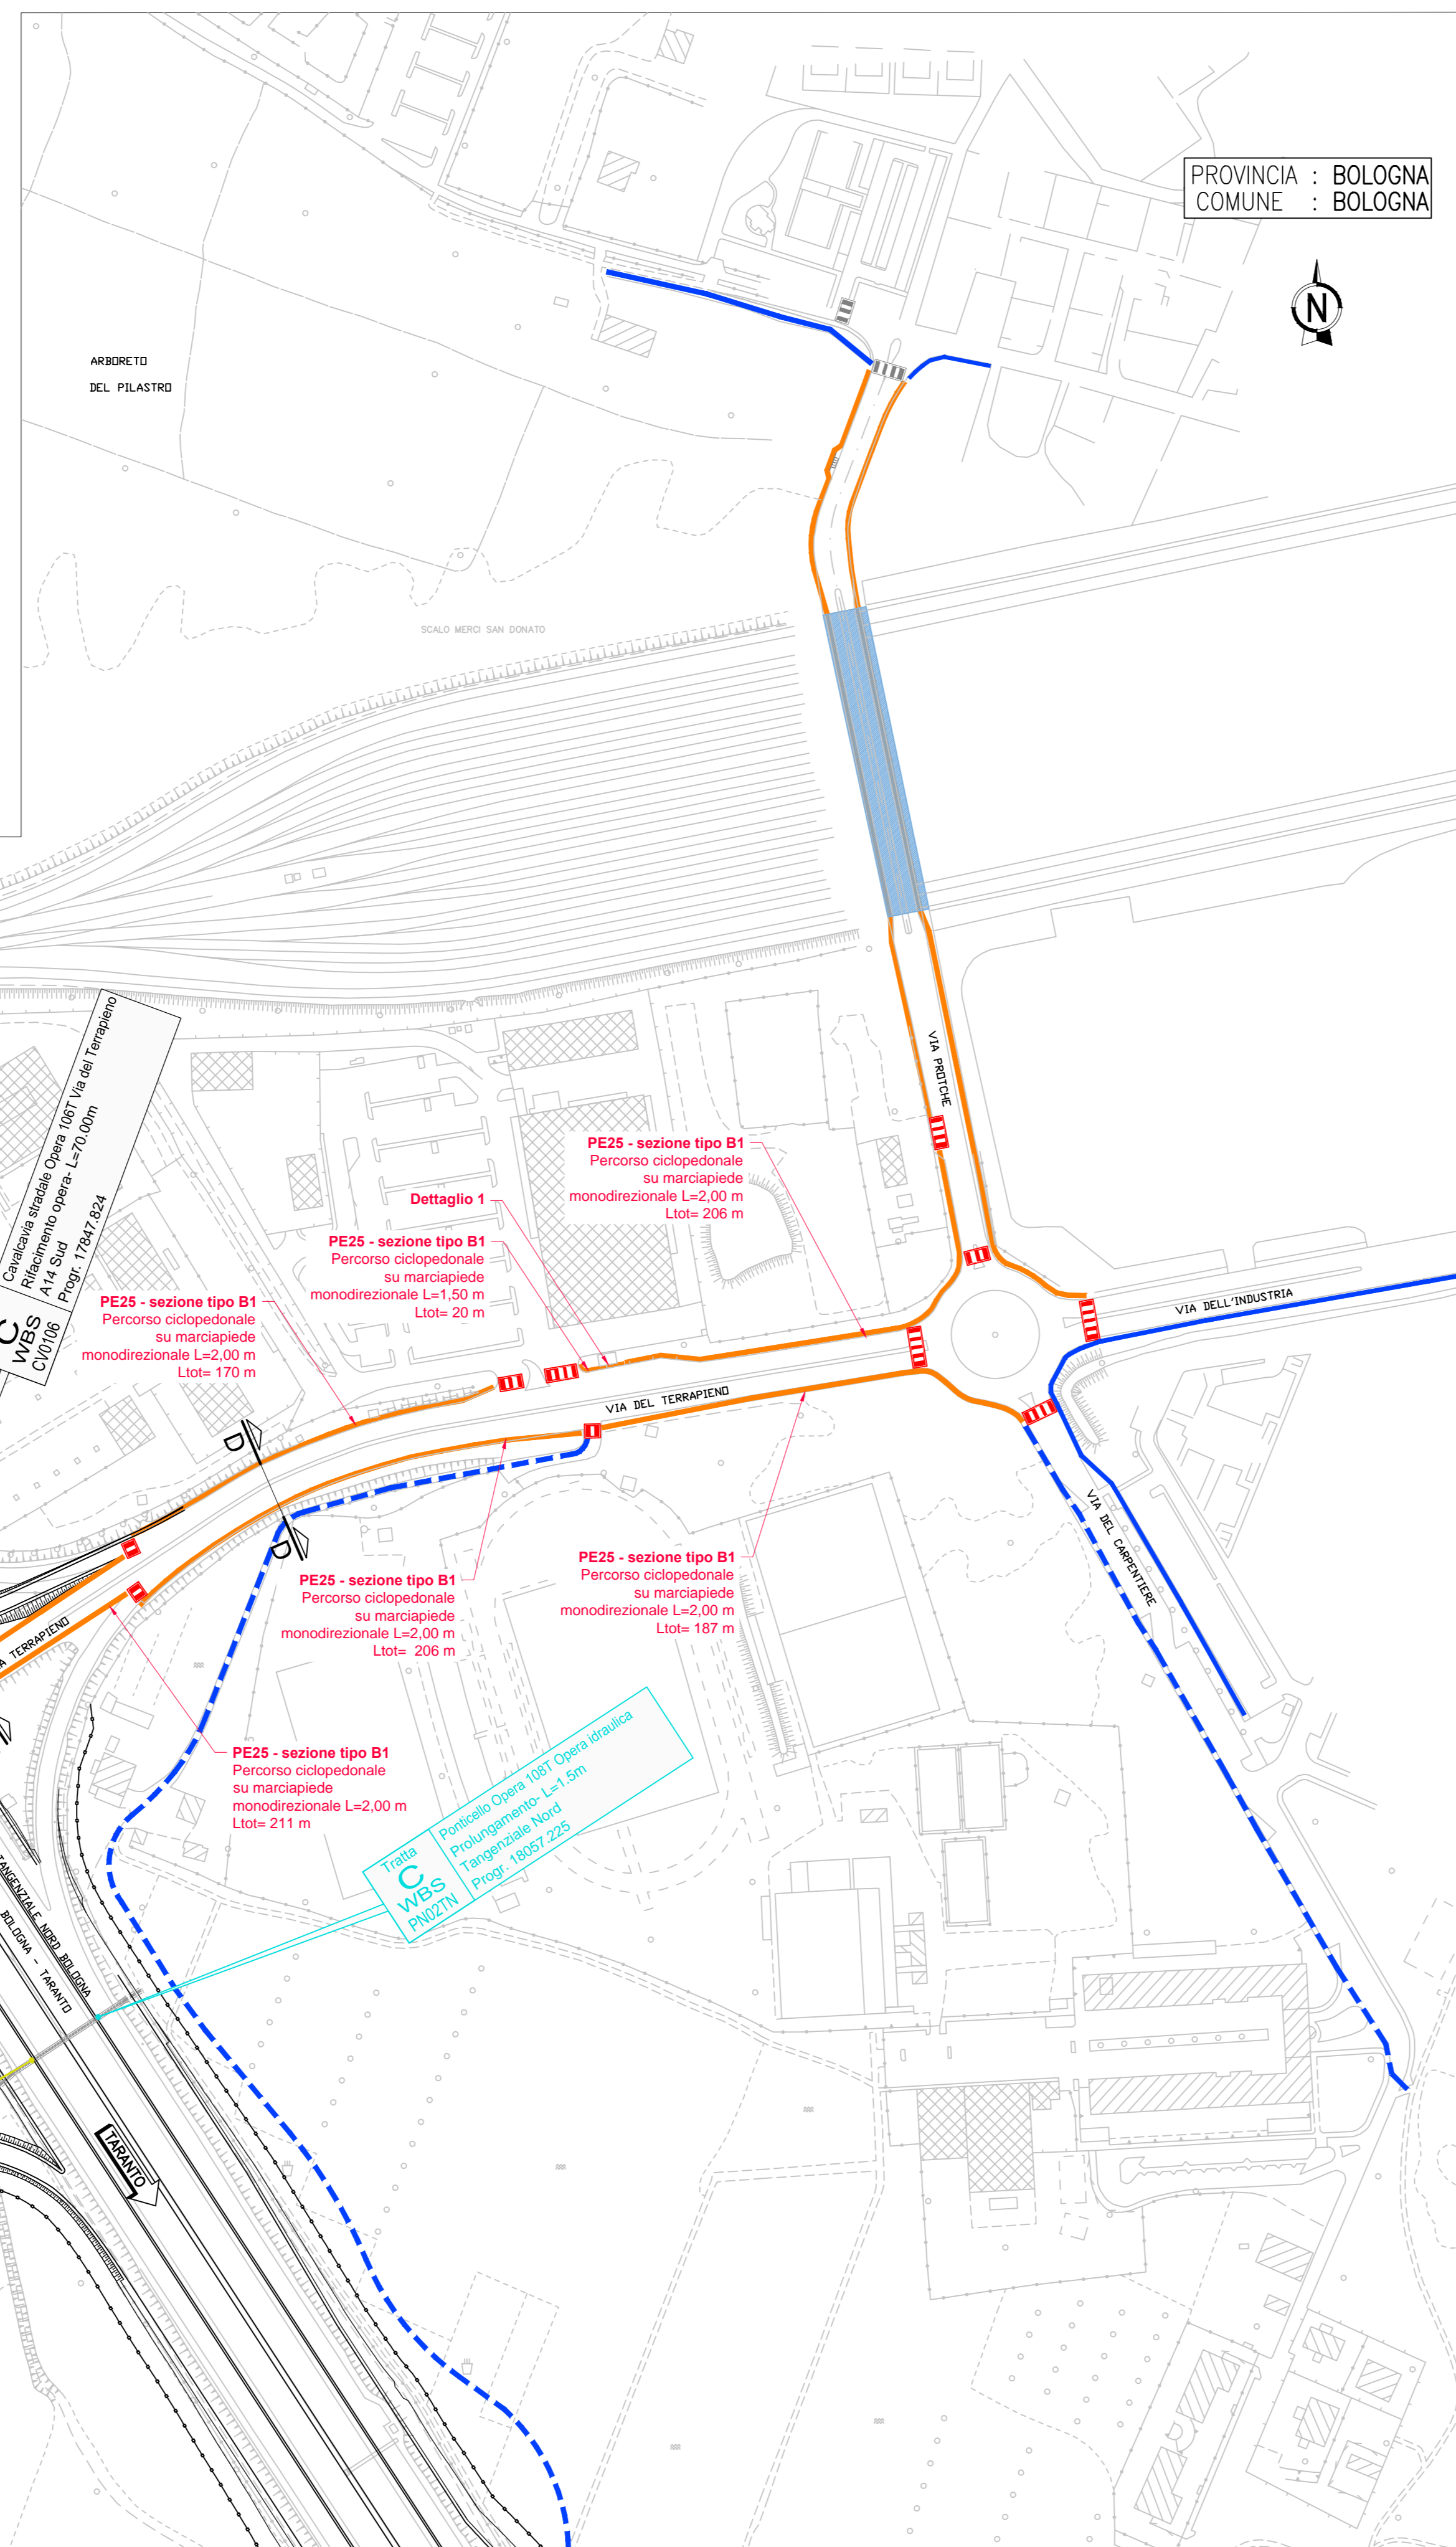 PROVINCIA : BOLOGNA
COMUNE : BOLOGNA
N
ARBORETO
DEL PILASTRO
SCALO MERCI SAN DONATO
Cavalcavia stradale Opera 106T Via del Terrapieno
Rifacimento opera- L=70.00m
A14 Sud
Progr. 17847.824
C
WBS
CV0106
VIA PROTCHE
PE25 - sezione tipo B1
Percorso ciclopedonale
su marciapiede
monodirezionale L=2,00 m
Ltot= 206 m
Dettaglio 1
PE25 - sezione tipo B1
Percorso ciclopedonale
su marciapiede
monodirezionale L=1,50 m
Ltot= 20 m
PE25 - sezione tipo B1
Percorso ciclopedonale
su marciapiede
monodirezionale L=2,00 m
Ltot= 170 m
VIA DELL'INDUSTRIA
VIA DEL TERRAPIENO
D
D
VIA DEL CARPENTIERE
PE25 - sezione tipo B1
Percorso ciclopedonale
su marciapiede
monodirezionale L=2,00 m
Ltot= 187 m
PE25 - sezione tipo B1
Percorso ciclopedonale
su marciapiede
monodirezionale L=2,00 m
Ltot= 206 m
TERRAPIENO
PE25 - sezione tipo B1
Percorso ciclopedonale
su marciapiede
monodirezionale L=2,00 m
Ltot= 211 m
Tratta
C
WBS
PN02TN
Ponticello Opera 108T Opera idraulica
Prolungamento- L=1.5m
Tangenziale Nord
Progr. 18057.225
TANGENZIALE NORD BOLOGNA
BOLOGNA - TARANTO
TARANTO